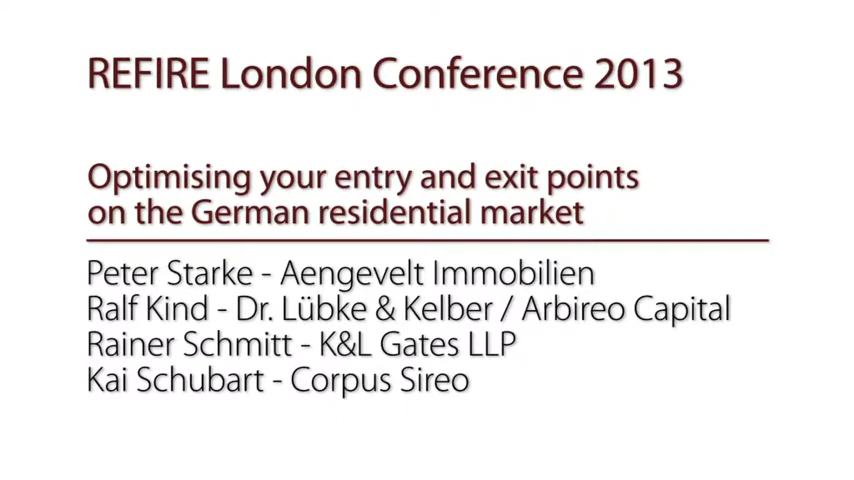 REFIRE London Conference 2013
Optimising your entry and exit points
on the German residential market
Peter Starke - Aengevelt Immobilien
Ralf Kind - Dr. Lübke & Kelber / Arbireo Capital
Rainer Schmitt - K&L Gates LLP
Kai Schubart - Corpus Sireo